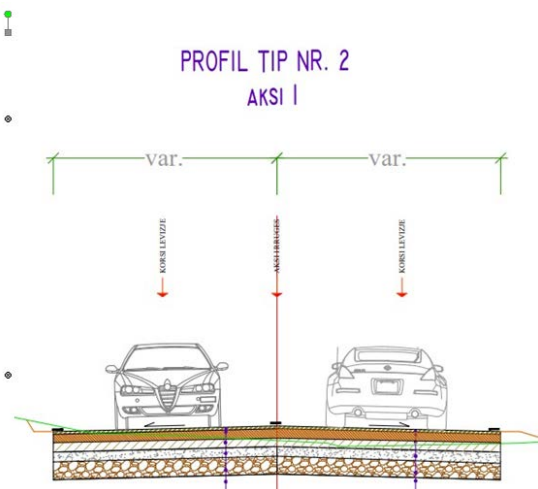 PROFIL TIP NR. 2
AKSI I
var. var.
KORSI LEVIZJE
AKSI I RRUGES
KORSI LEVIZJE